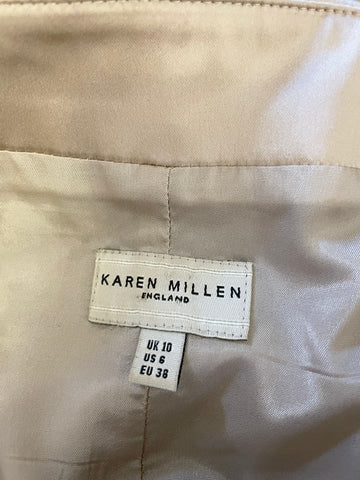 KAREN MILLEN
ENGLAND
UK 10
US 6
EU 38